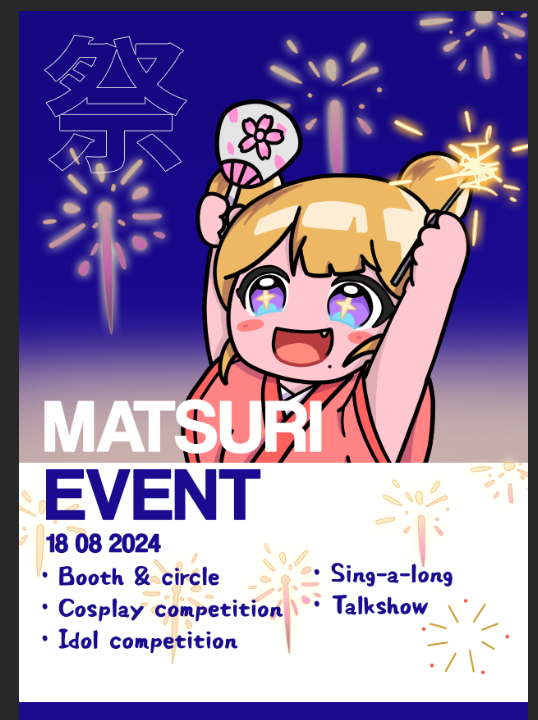 祭
MATSURI
EVENT
18 08 2024
• Booth & circle
• Cosplay competition
• Idol competition
• Sing-a-long
• Talkshow